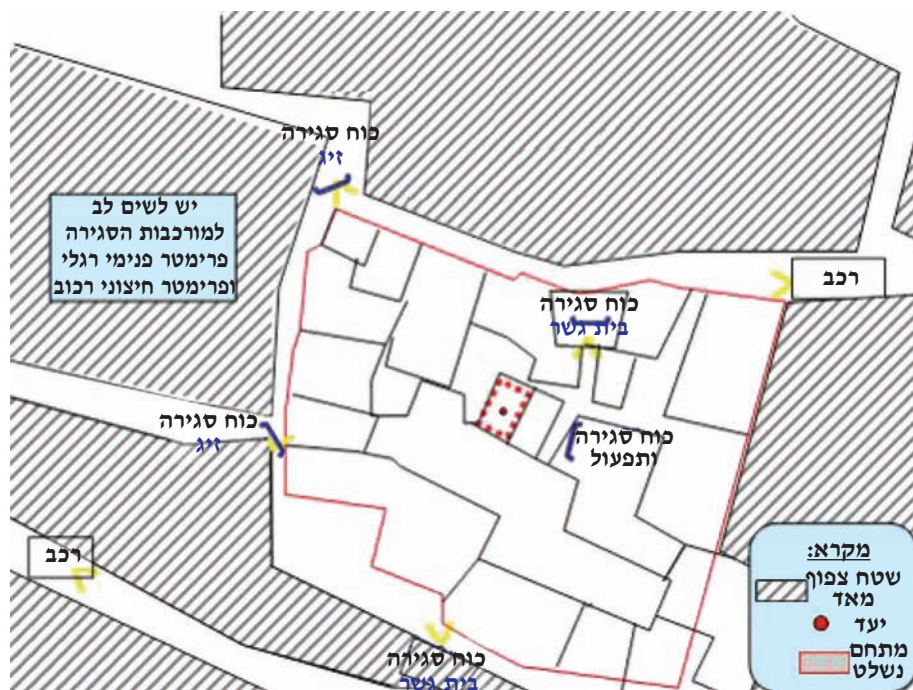 כוח סגירה
זיג
יש לשים לב
למורכבות הסגירה
פרימטר פנימי רגלי
ופרימטר חיצוני רכוב
רכב
כוח סגירה
בית גשר
כוח סגירה
זיג
כוח סגירה
ותפעול
רכב
כוח סגירה
בית גשר
מקרא:
שטח צפוף
מאד
יעד
מתחם
נשלט